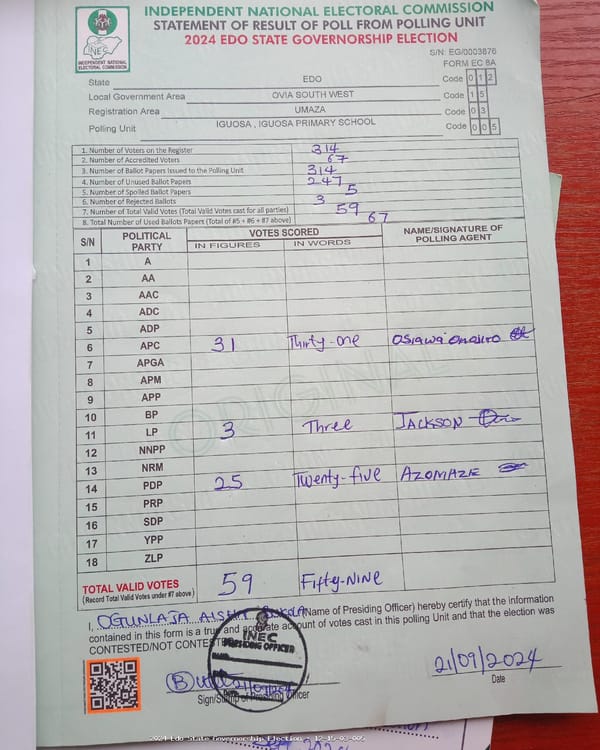 INDEPENDENT NATIONAL ELECTORAL COMMISSION
STATEMENT OF RESULT OF POLL FROM POLLING UNIT
2024 EDO STATE GOVERNORSHIP ELECTION
INEC
INDEPENDENT NATIONAL ELECTORAL COMMISSION
S/N: EG/0003876
FORM EC 8A
State EDO Code 0 1 2
Local Government Area OVIA SOUTH WEST Code 1 5
Registration Area UMAZA Code 0 3
Polling Unit IGUOSA , IGUOSA PRIMARY SCHOOL Code 0 0 5
1. Number of Voters on the Register 314
2. Number of Accredited Voters 67
3. Number of Ballot Papers Issued to the Polling Unit 314
4. Number of Unused Ballot Papers 247
5. Number of Spoiled Ballot Papers 5
6. Number of Rejected Ballots 3
7. Number of Total Valid Votes (Total Valid Votes cast for all parties) 59
8. Total Number of Used Ballots Papers (Total of #5 + #6 + #7 above) 67
S/N POLITICAL PARTY VOTES SCORED NAME/SIGNATURE OF POLLING AGENT
IN FIGURES IN WORDS
1 A
2 AA
3 AAC
4 ADC
5 ADP
6 APC 31 Thirty-one
7 APGA
8 APM
9 APP
10 BP
11 LP 3 Three JACKSON
12 NNPP
13 NRM
14 PDP 25 Twenty-five AZOMAZIE
15 PRP
16 SDP
17 YPP
18 ZLP
ORIGINAL
TOTAL VALID VOTES 59 Fifty-Nine
(Record Total Valid Votes under #7 above)
I, OGUNLAJA AISHA (Name of Presiding Officer) hereby certify that the information
contained in this form is a true and accurate account of votes cast in this polling Unit and that the election was
CONTESTED/NOT CONTESTED
INEC
PRESIDING OFFICER
21/09/2024
Sign/Stamp of Presiding Officer Date
2024 Edo State Governorship Election - 12-15-03-005